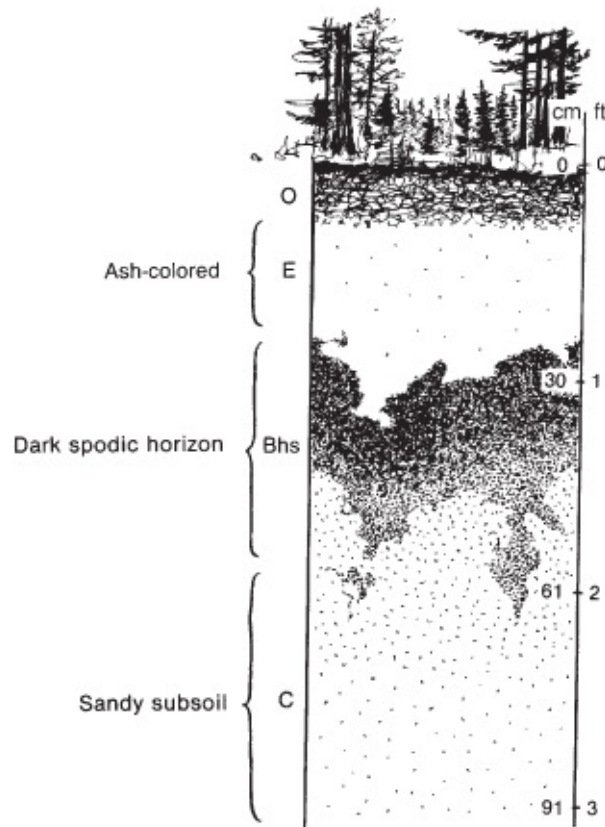 cm ft
0 0
O
Ash-colored E
30 1
Dark spodic horizon Bhs
61 2
Sandy subsoil C
91 3